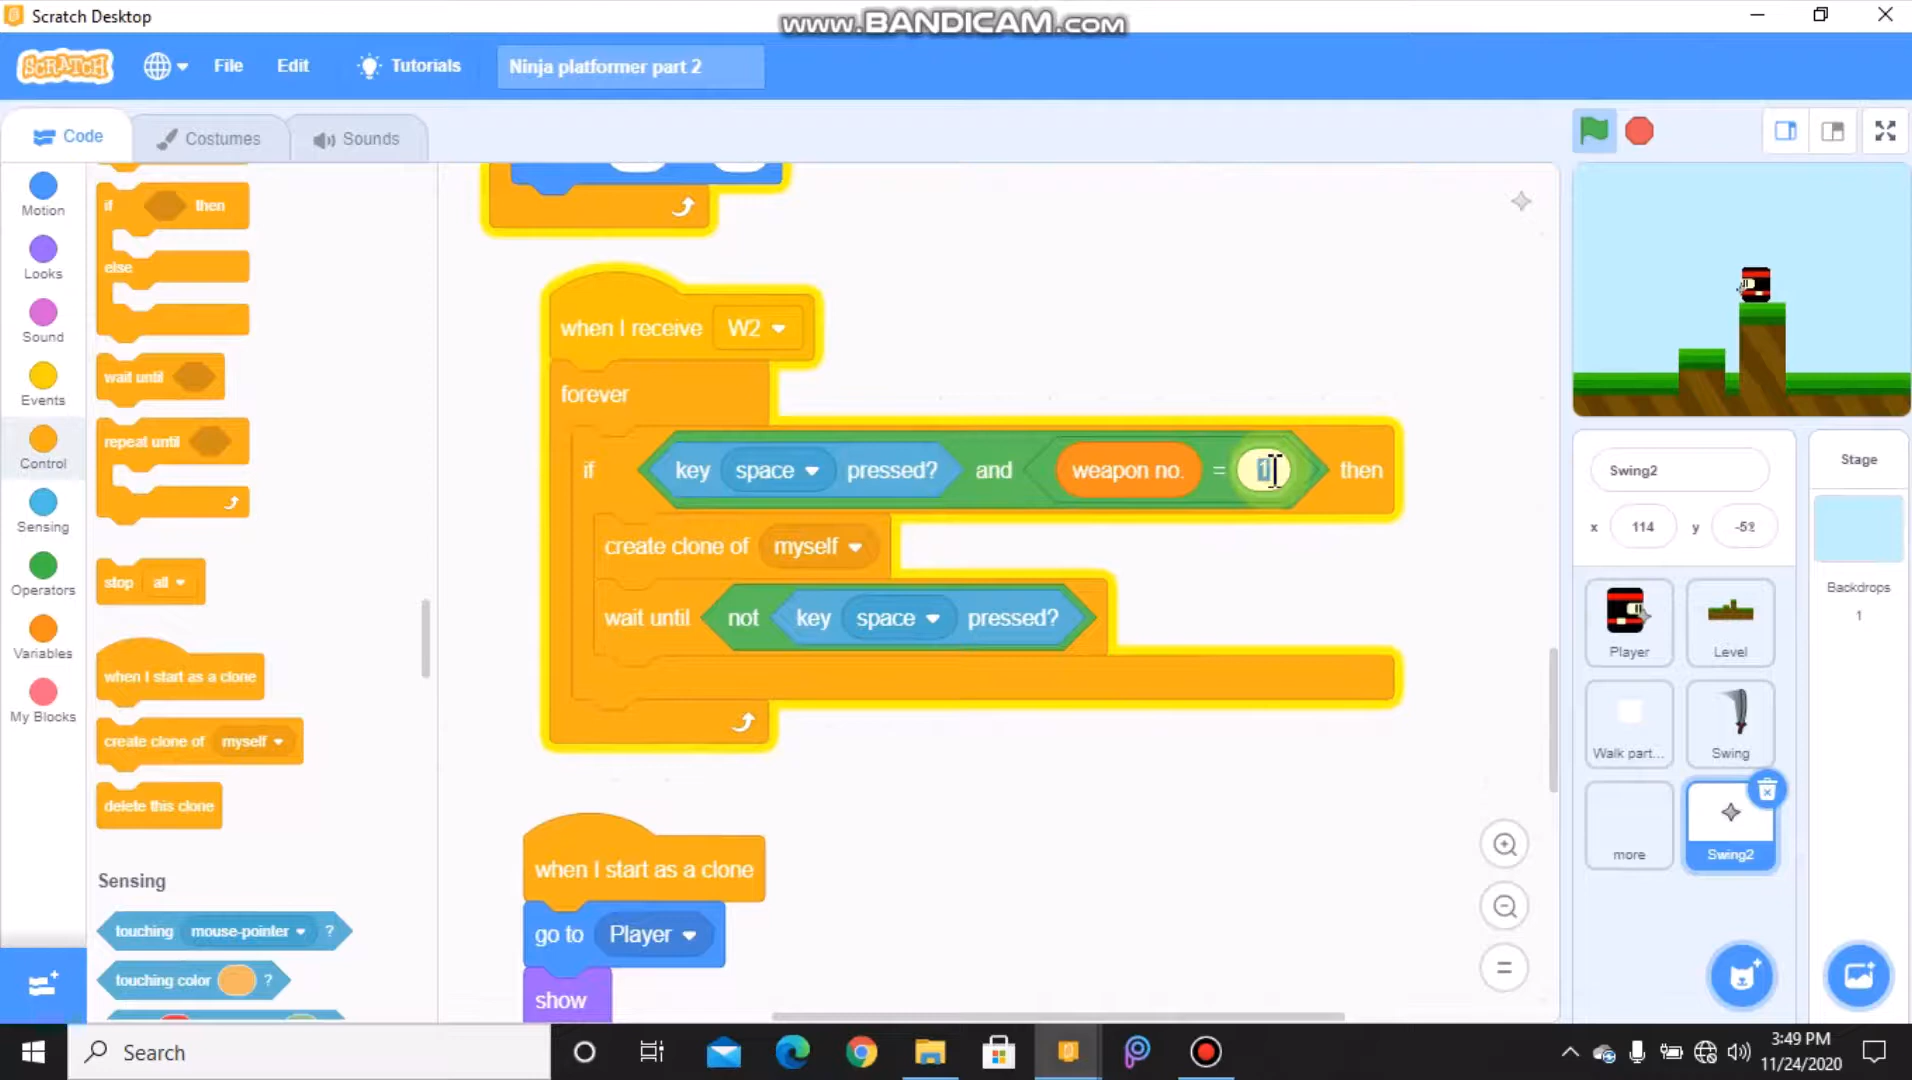 Scratch Desktop
www.BANDICAM.com
SCRATCH
File
Edit
Tutorials
Ninja platformer part 2
Code
Costumes
Sounds
Motion
Looks
Sound
Events
Control
Sensing
Operators
Variables
My Blocks
if then
else
wait until
repeat until
stop all
when I start as a clone
create clone of myself
delete this clone
Sensing
touching mouse-pointer ?
touching color ?
when I receive W2
forever
if key space pressed? and weapon no. = 1 then
create clone of myself
wait until not key space pressed?
when I start as a clone
go to Player
show
Swing2
x 114 y -52
Player
Level
Walk part...
Swing
more
Swing2
Stage
Backdrops
1
Search
3:49 PM
11/24/2020